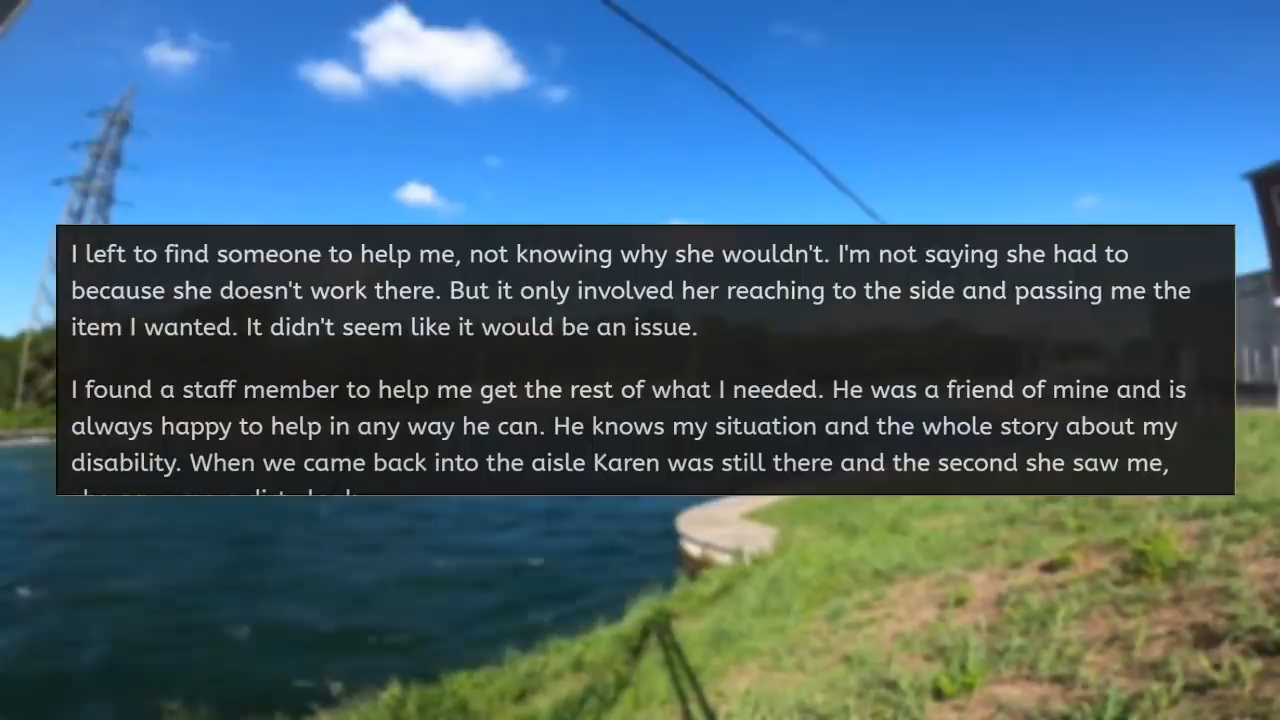 I left to find someone to help me, not knowing why she wouldn't. I'm not saying she had to
because she doesn't work there. But it only involved her reaching to the side and passing me the
item I wanted. It didn't seem like it would be an issue.
I found a staff member to help me get the rest of what I needed. He was a friend of mine and is
always happy to help in any way he can. He knows my situation and the whole story about my
disability. When we came back into the aisle Karen was still there and the second she saw me,